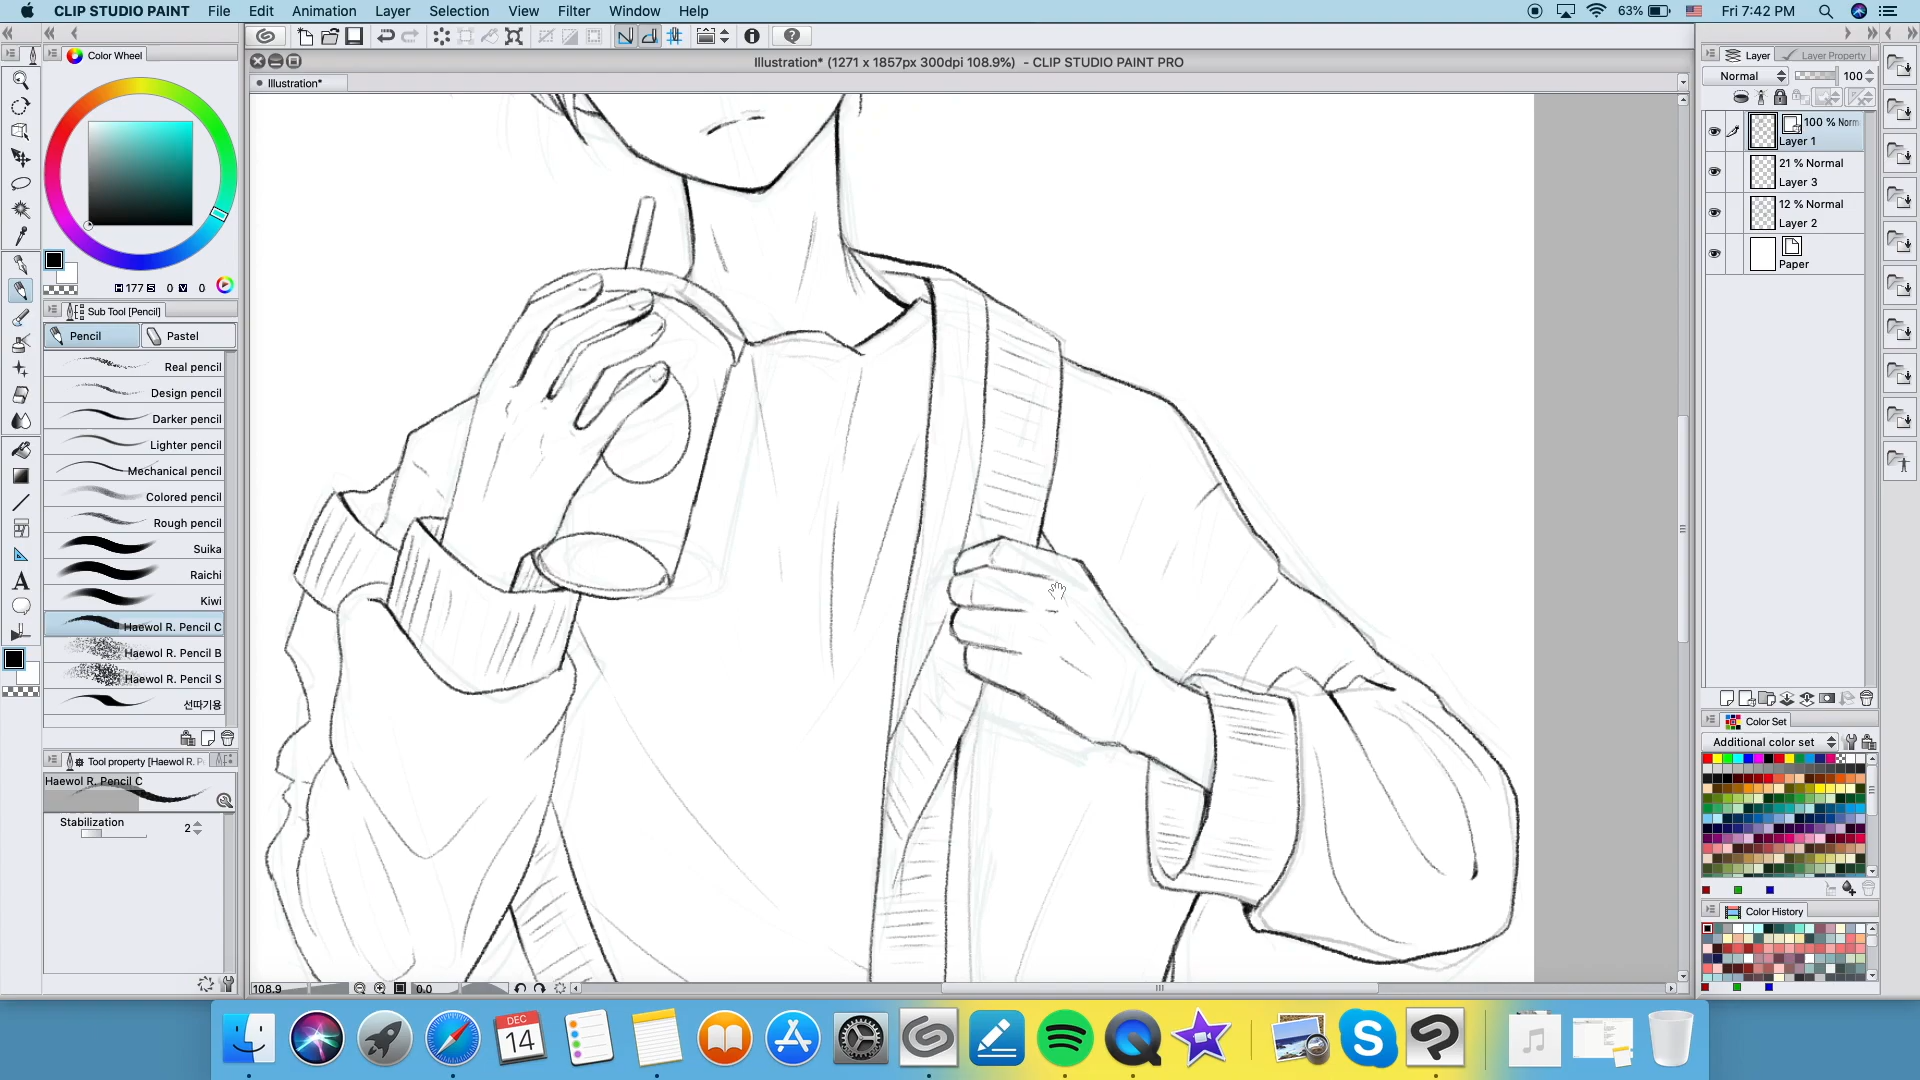 CLIP STUDIO PAINT File Edit Animation Layer Selection View Filter Window Help 63% Fri 7:42 PM
Color Wheel
Illustration* (1271 x 1857px 300dpi 108.9%) - CLIP STUDIO PAINT PRO
Illustration*
H 177 S 0 V 0
Sub Tool [Pencil]
Pencil Pastel
Real pencil
Design pencil
Darker pencil
Lighter pencil
Mechanical pencil
Colored pencil
Rough pencil
Suika
Raichi
Kiwi
Haewol R. Pencil C
Haewol R. Pencil B
Haewol R. Pencil S
선따기용
Tool property [Haewol R. P
Haewol R. Pencil C
Stabilization 2
108.9 0.0
Layer Layer Property
Normal 100
100 % Norm
Layer 1
21 % Normal
Layer 3
12 % Normal
Layer 2
Paper
Color Set
Additional color set
Color History
DEC
14